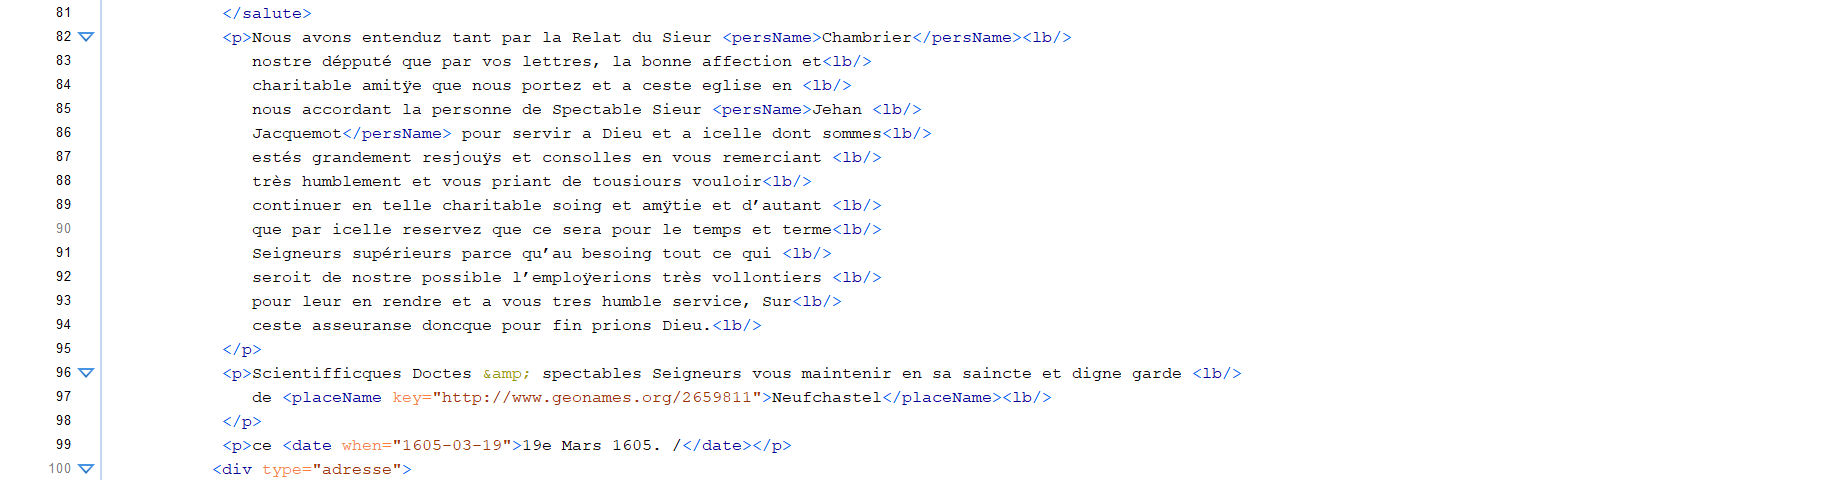 81 </salute>
82 <p>Nous avons entenduz tant par la Relat du Sieur <persName>Chambrier</persName><lb/>
83 nostre députté que par vos lettres, la bonne affection et<lb/>
84 charitable amitÿe que nous portez et a ceste eglise en <lb/>
85 nous accordant la personne de Spectable Sieur <persName>Jehan <lb/>
86 Jacquemot</persName> pour servir a Dieu et a icelle dont sommes<lb/>
87 estés grandement resjouÿs et consolles en vous remerciant <lb/>
88 très humblement et vous priant de tousiours vouloir<lb/>
89 continuer en telle charitable soing et amÿtie et d’autant <lb/>
90 que par icelle reservez que ce sera pour le temps et terme<lb/>
91 Seigneurs supérieurs parce qu’au besoing tout ce qui <lb/>
92 seroit de nostre possible l’emploÿerions très vollontiers <lb/>
93 pour leur en rendre et a vous tres humble service, Sur<lb/>
94 ceste asseuranse doncque pour fin prions Dieu.<lb/>
95 </p>
96 <p>Scientifficques Doctes &amp; spectables Seigneurs vous maintenir en sa saincte et digne garde <lb/>
97 de <placeName key="http://www.geonames.org/2659811">Neufchastel</placeName><lb/>
98 </p>
99 <p>ce <date when="1605-03-19">19e Mars 1605. /</date></p>
100 <div type="adresse">